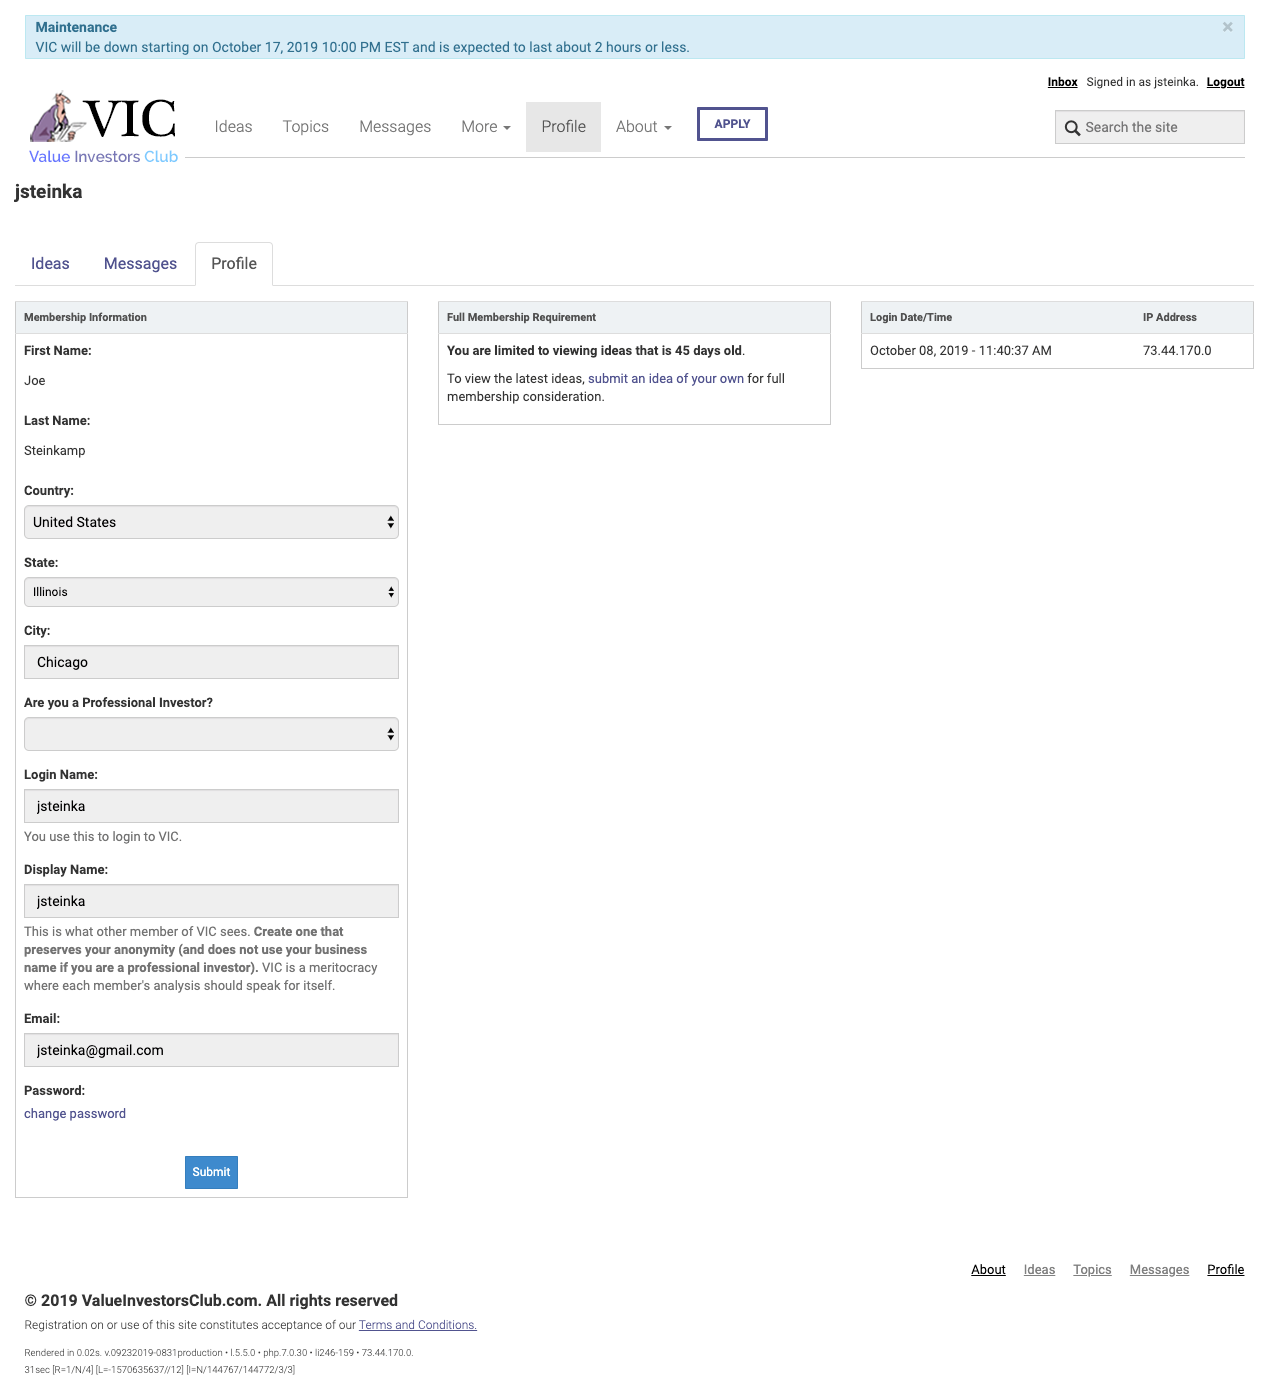 Maintenance
VIC will be down starting on October 17, 2019 10:00 PM EST and is expected to last about 2 hours or less.
×
Inbox Signed in as jsteinka. Logout
VIC
Value Investors Club
Ideas Topics Messages More Profile About APPLY
Search the site
jsteinka
Ideas Messages Profile
Membership Information
First Name:
Joe
Last Name:
Steinkamp
Country:
United States
State:
Illinois
City:
Chicago
Are you a Professional Investor?
Login Name:
jsteinka
You use this to login to VIC.
Display Name:
jsteinka
This is what other member of VIC sees. Create one that
preserves your anonymity (and does not use your business
name if you are a professional investor). VIC is a meritocracy
where each member's analysis should speak for itself.
Email:
jsteinka@gmail.com
Password:
change password
Submit
Full Membership Requirement
You are limited to viewing ideas that is 45 days old.
To view the latest ideas, submit an idea of your own for full
membership consideration.
Login Date/Time IP Address
October 08, 2019 - 11:40:37 AM 73.44.170.0
About Ideas Topics Messages Profile
© 2019 ValueInvestorsClub.com. All rights reserved
Registration on or use of this site constitutes acceptance of our Terms and Conditions.
Rendered in 0.02s. v.09232019-0831production • l.5.5.0 • php.7.0.30 • li246-159 • 73.44.170.0.
31sec [R=1/N/4] [L=-1570635637//12] [I=N/144767/144772/3/3]